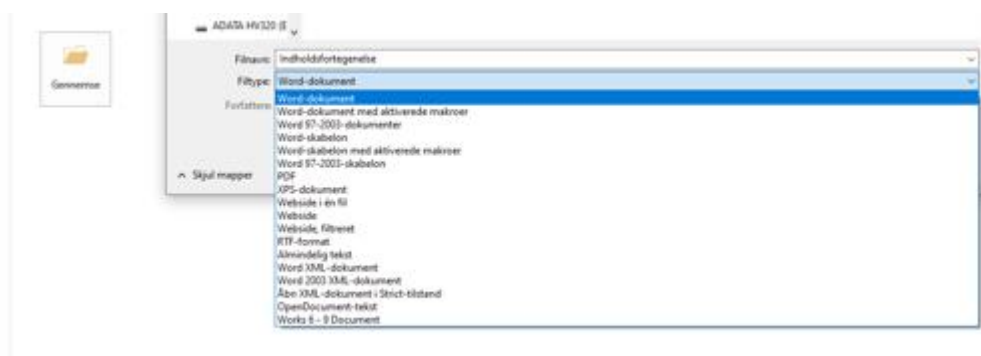 ADATA HV320 (E
Gennemse
Filnavn: Indholdsfortegnelse
Filtype: Word-dokument
Forfattere:
Word-dokument
Word-dokument med aktiverede makroer
Word 97-2003-dokumenter
Word-skabelon
Word-skabelon med aktiverede makroer
Word 97-2003-skabelon
PDF
XPS-dokument
Webside i én fil
Webside
Webside, filtreret
RTF-format
Almindelig tekst
Word XML-dokument
Word 2003 XML-dokument
Åbn XML-dokument i Strict-tilstand
OpenDocument-tekst
Works 6 - 9 Document
Skjul mapper